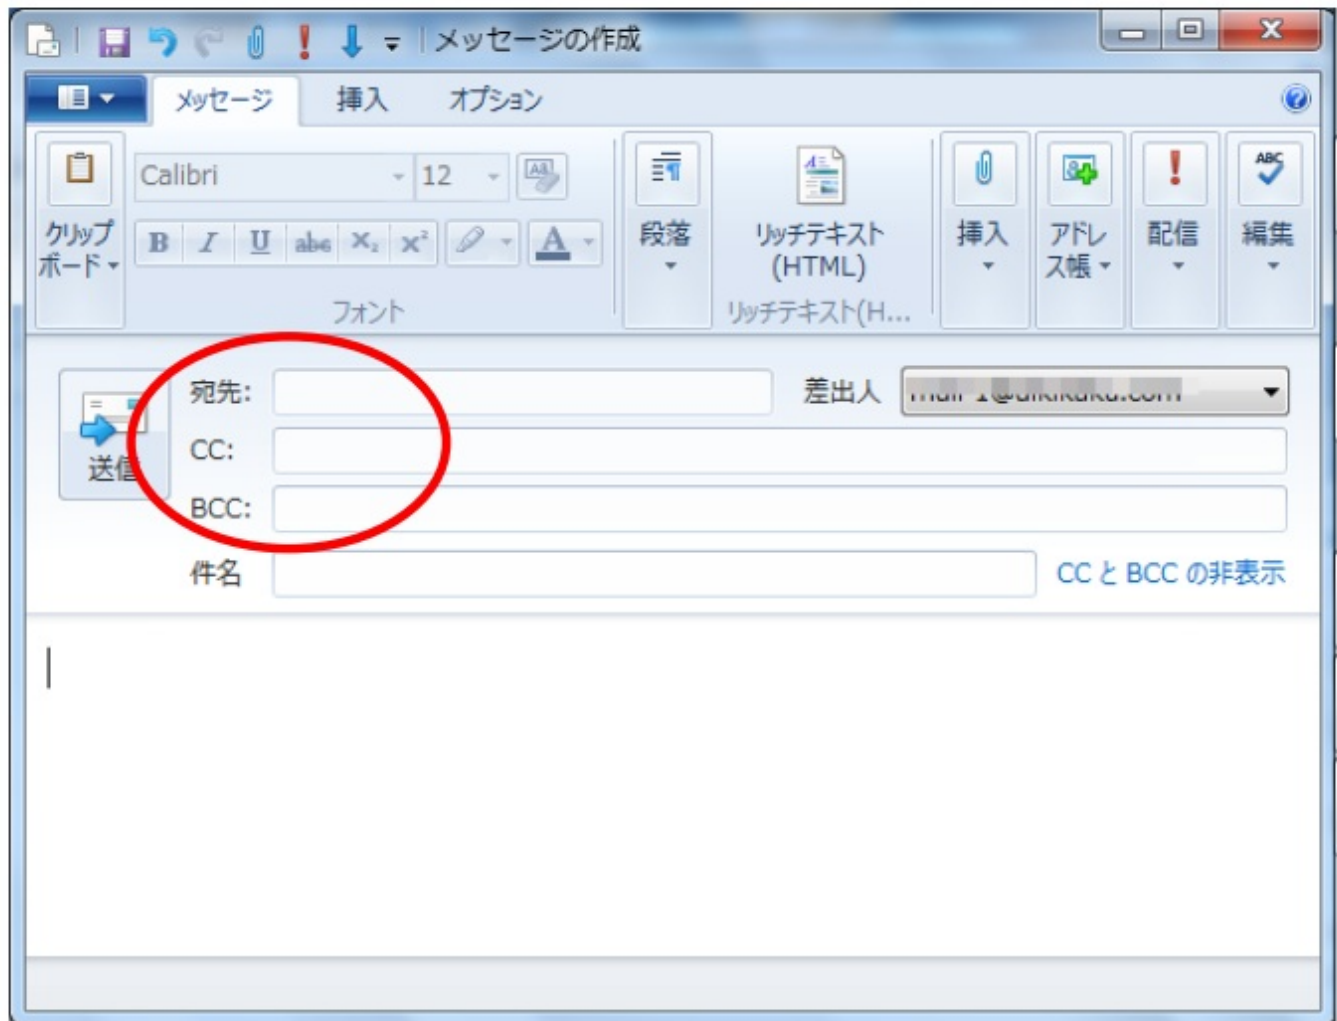 メッセージの作成
メッセージ 挿入 オプション
Calibri 12
クリップ
ボード
B I U abc X₂ X² A
フォント
段落
リッチテキスト
(HTML)
リッチテキスト(H...
挿入
アドレ
ス帳
配信
ABC
編集
送信
宛先:
差出人
CC:
BCC:
件名
CC と BCC の非表示